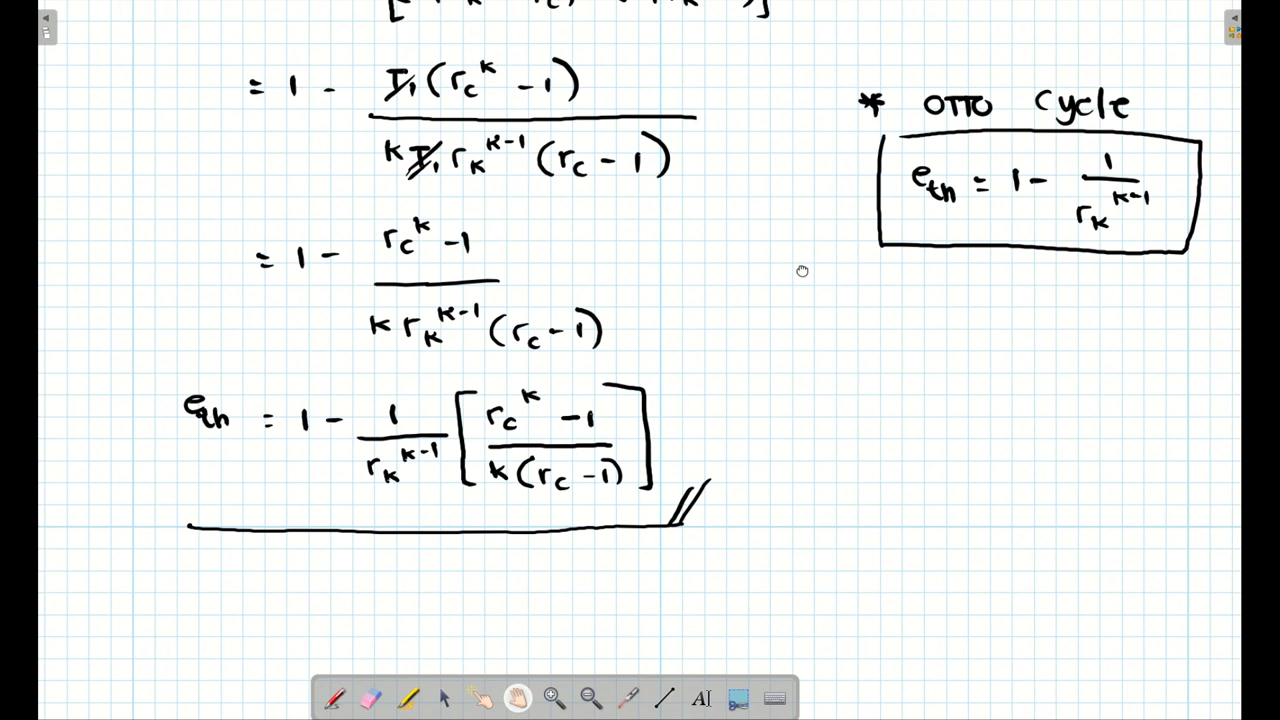 = 1 - T₁(r_c^k - 1) / k T₁ r_k^(k-1) (r_c - 1)
= 1 - (r_c^k - 1) / k r_k^(k-1) (r_c - 1)
e_th = 1 - 1 / r_k^(k-1) [ (r_c^k - 1) / k(r_c - 1) ]
* OTTO Cycle
e_th = 1 - 1 / r_k^(k-1)
AI